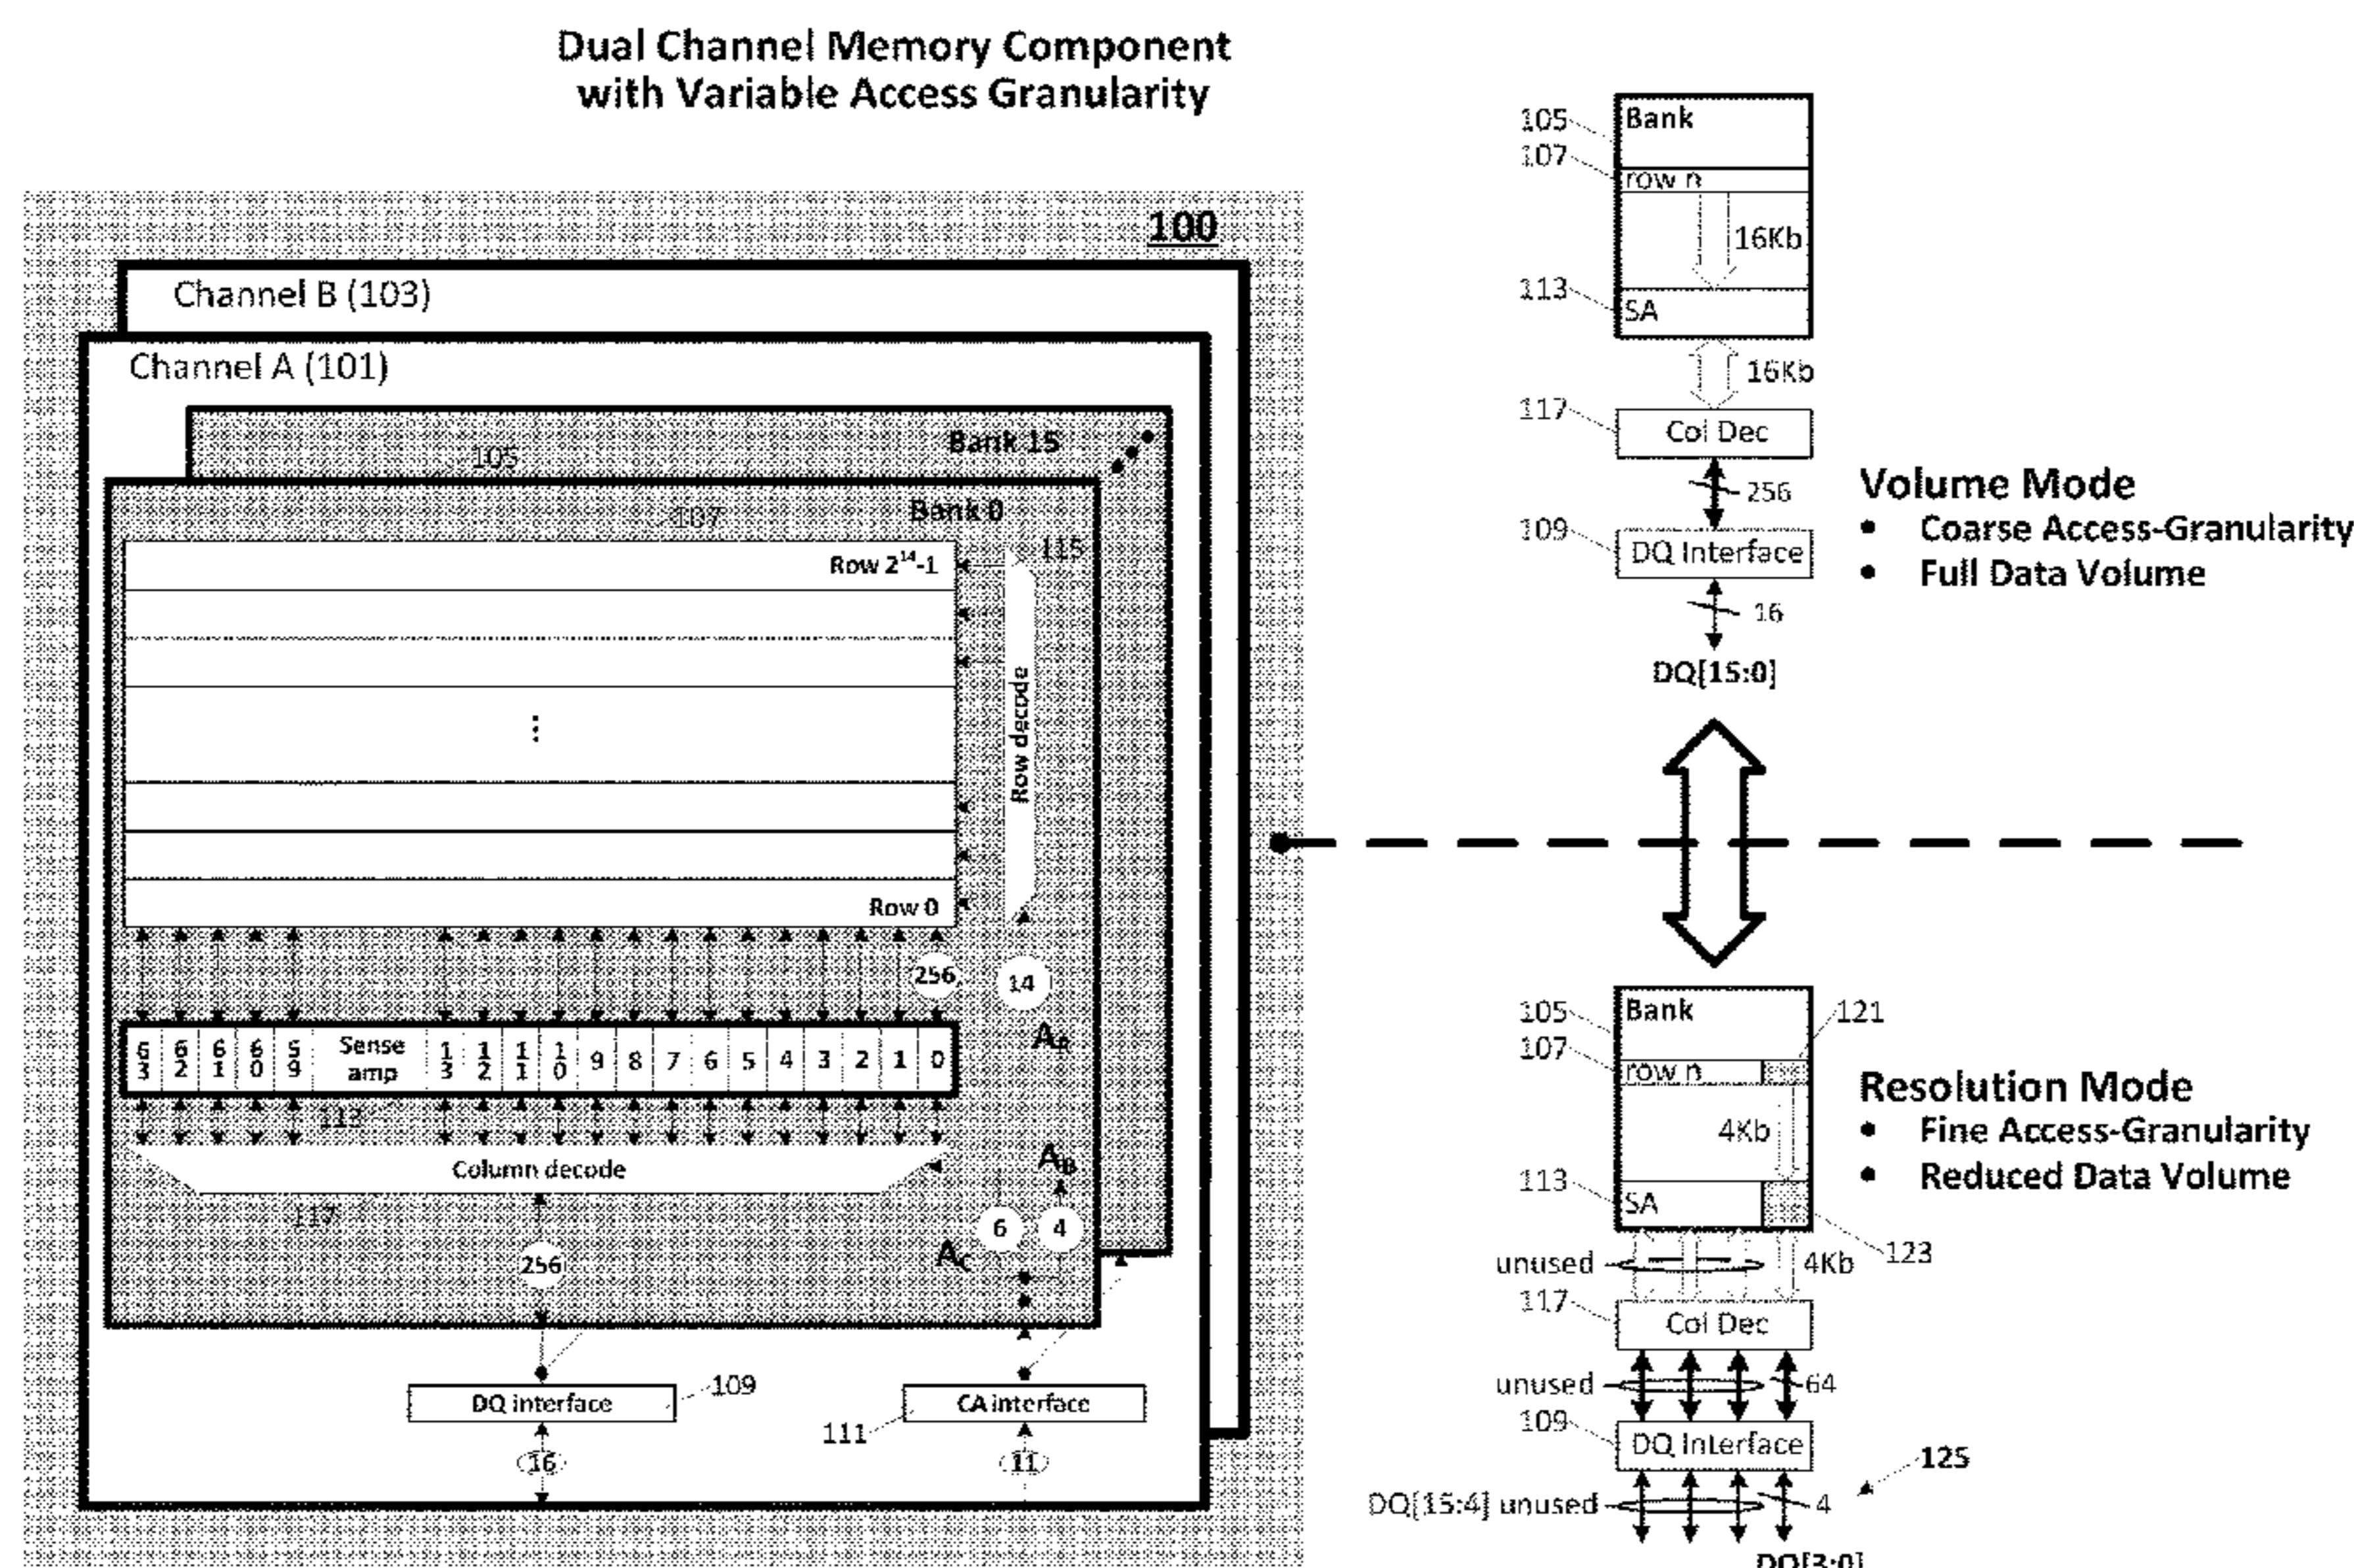 Dual Channel Memory Component
with Variable Access Granularity
100
Channel B (103)
Channel A (101)
Bank 15
105
Bank 0
107
115
Row 2¹⁴-1
Row decode
⋮
Row 0
256
14
A_R
63 62 61 60 59 Sense amp 13 12 11 10 9 8 7 6 5 4 3 2 1 0
113
Column decode
117
A_B
6
4
A_C
256
DQ interface
109
CA interface
111
16
11
105
Bank
107
row n
16Kb
113
SA
16Kb
117
Col Dec
256
109
DQ Interface
16
DQ[15:0]
Volume Mode
• Coarse Access-Granularity
• Full Data Volume
105
Bank
121
107
row n
4Kb
113
SA
123
unused
4Kb
117
Col Dec
unused
64
109
DQ Interface
125
DQ[15:4] unused
4
DQ[3:0]
Resolution Mode
• Fine Access-Granularity
• Reduced Data Volume